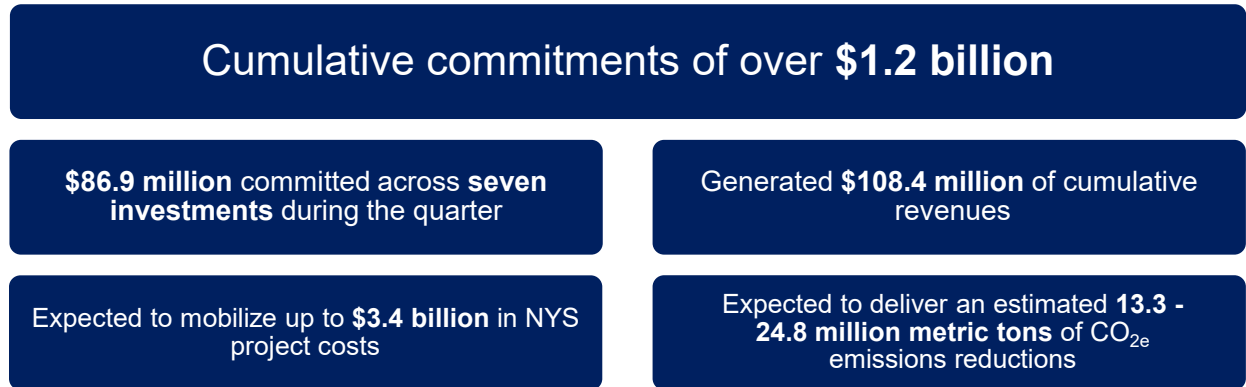 Cumulative commitments of over $1.2 billion
$86.9 million committed across seven
investments during the quarter
Generated $108.4 million of cumulative
revenues
Expected to mobilize up to $3.4 billion in NYS
project costs
Expected to deliver an estimated 13.3 -
24.8 million metric tons of CO2e
emissions reductions